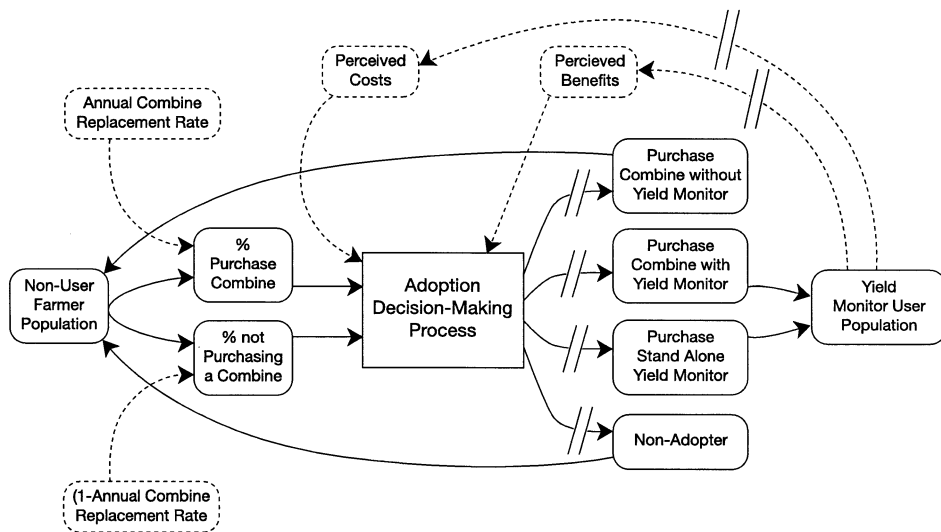 Perceived
Costs
Percieved
Benefits
Annual Combine
Replacement Rate
Purchase
Combine without
Yield Monitor
%
Purchase
Combine
Purchase
Combine with
Yield Monitor
Non-User
Farmer
Population
Adoption
Decision-Making
Process
Yield
Monitor User
Population
% not
Purchasing
a Combine
Purchase
Stand Alone
Yield Monitor
Non-Adopter
(1-Annual Combine
Replacement Rate